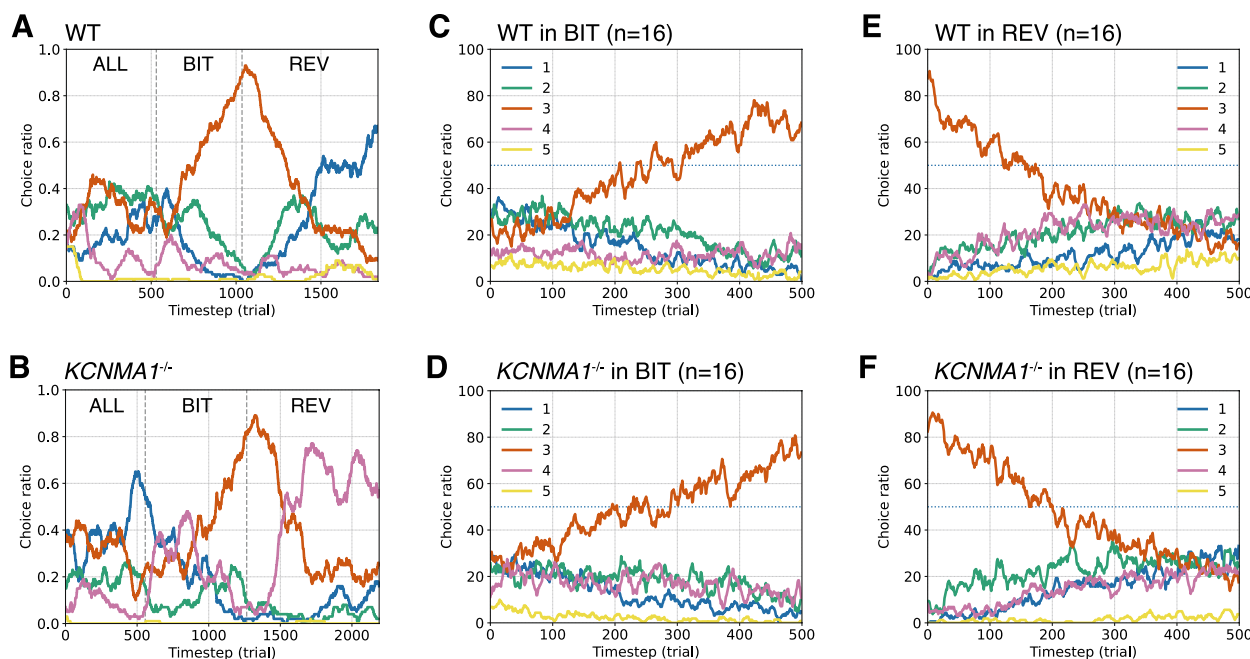 A WT
ALL BIT REV
Choice ratio
1.0
0.8
0.6
0.4
0.2
0.0
0 500 1000 1500
Timestep (trial)
C WT in BIT (n=16)
Choice ratio
100
80
60
40
20
0
1
2
3
4
5
0 100 200 300 400 500
Timestep (trial)
E WT in REV (n=16)
Choice ratio
100
80
60
40
20
0
1
2
3
4
5
0 100 200 300 400 500
Timestep (trial)
B KCNMA1-/-
ALL BIT REV
Choice ratio
1.0
0.8
0.6
0.4
0.2
0.0
0 500 1000 1500 2000
Timestep (trial)
D KCNMA1-/- in BIT (n=16)
Choice ratio
100
80
60
40
20
0
1
2
3
4
5
0 100 200 300 400 500
Timestep (trial)
F KCNMA1-/- in REV (n=16)
Choice ratio
100
80
60
40
20
0
1
2
3
4
5
0 100 200 300 400 500
Timestep (trial)